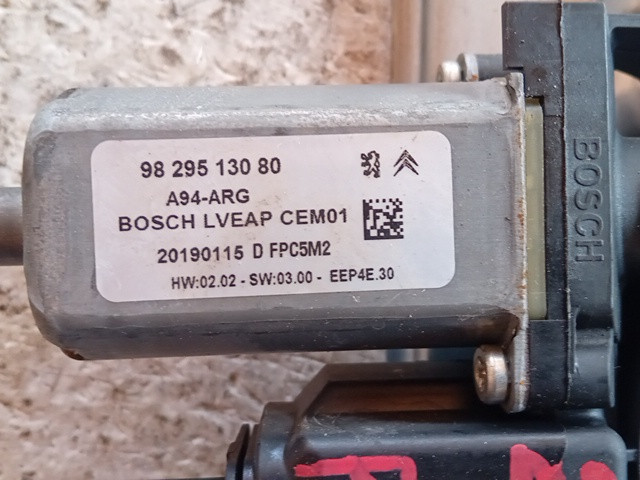 98 295 130 80
A94-ARG
BOSCH LVEAP CEM01
20190115 D FPC5M2
HW:02.02 - SW:03.00 - EEP4E.30
BOSCH